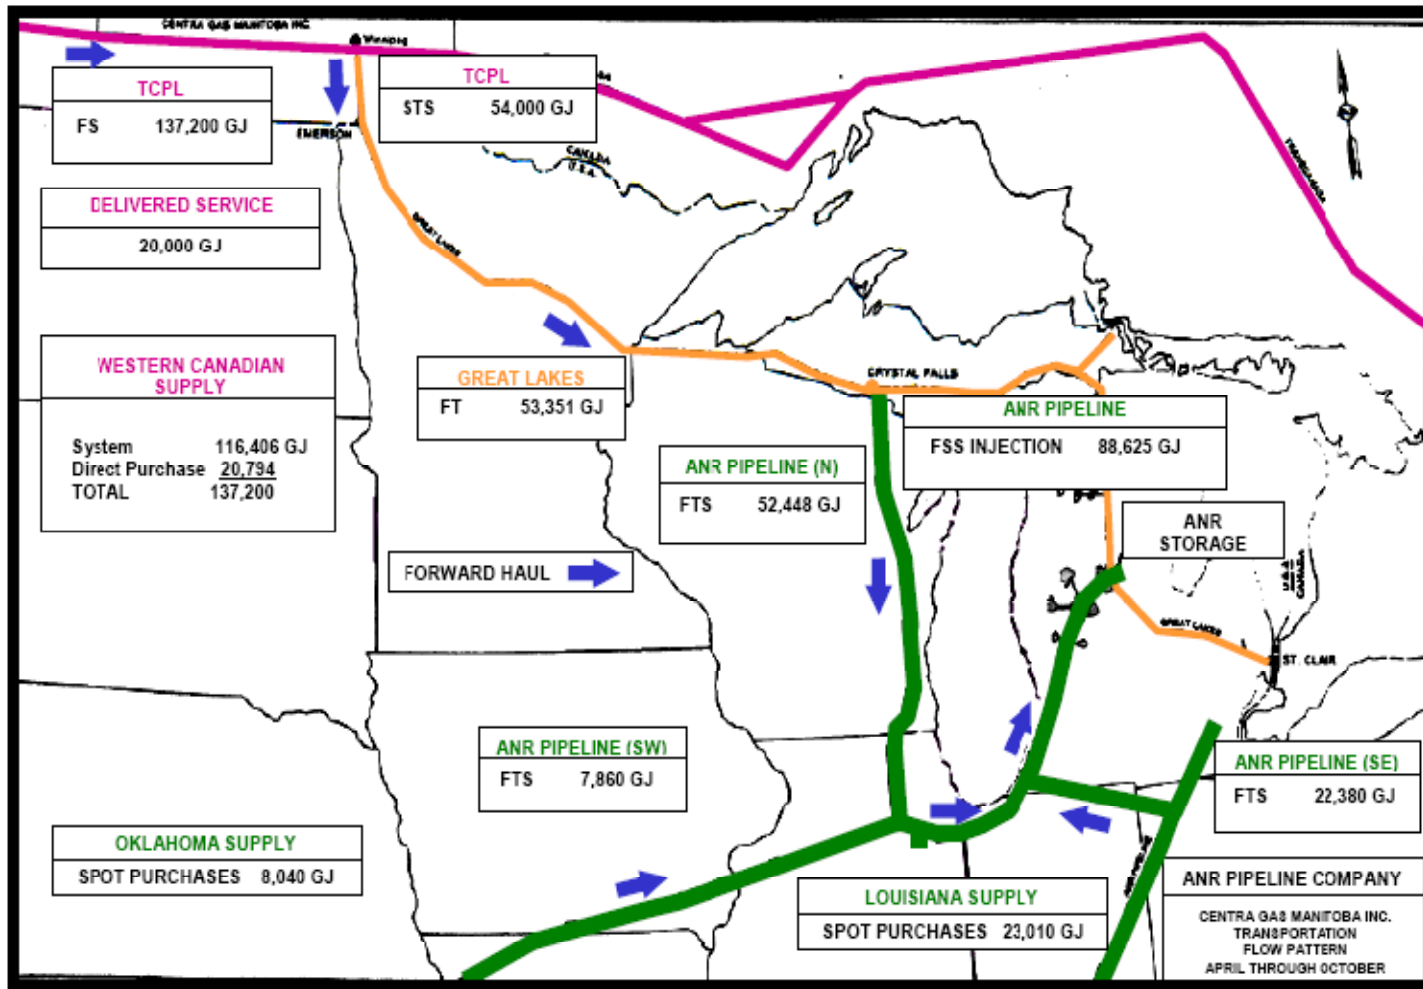 CENTRA GAS MANITOBA INC.
Winnipeg
TCPL
FS 137,200 GJ
TCPL
STS 54,000 GJ
EMERSON
CANADA
U.S.A.
TRANSCANADA
DELIVERED SERVICE
20,000 GJ
GREAT LAKES
WESTERN CANADIAN
SUPPLY
System 116,406 GJ
Direct Purchase 20,794
TOTAL 137,200
GREAT LAKES
FT 53,351 GJ
CRYSTAL FALLS
ANR PIPELINE
FSS INJECTION 88,625 GJ
ANR PIPELINE (N)
FTS 52,448 GJ
ANR
STORAGE
FORWARD HAUL
U.S.A.
CANADA
GREAT LAKES
ST. CLAIR
ANR PIPELINE (SW)
FTS 7,860 GJ
ANR PIPELINE (SE)
FTS 22,380 GJ
OKLAHOMA SUPPLY
SPOT PURCHASES 8,040 GJ
LOUISIANA SUPPLY
SPOT PURCHASES 23,010 GJ
ANR PIPELINE COMPANY
CENTRA GAS MANITOBA INC.
TRANSPORTATION
FLOW PATTERN
APRIL THROUGH OCTOBER